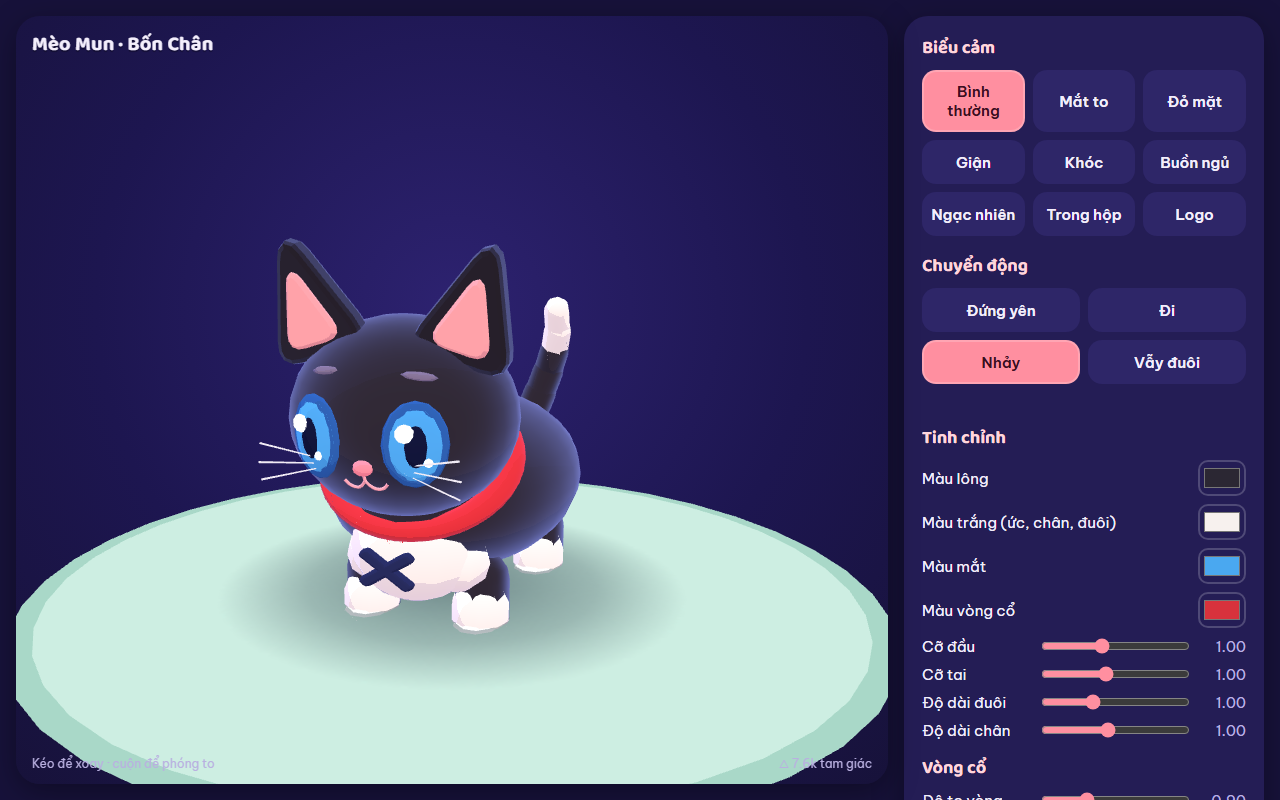 Mèo Mun · Bốn Chân
Kéo để xoay · cuộn để phóng to
△ 7.6k tam giác
Biểu cảm
Bình
thường
Mắt to
Đỏ mặt
Giận
Khóc
Buồn ngủ
Ngạc nhiên
Trong hộp
Logo
Chuyển động
Đứng yên
Đi
Nhảy
Vẫy đuôi
Tinh chỉnh
Màu lông
Màu trắng (ức, chân, đuôi)
Màu mắt
Màu vòng cổ
Cỡ đầu 1.00
Cỡ tai 1.00
Độ dài đuôi 1.00
Độ dài chân 1.00
Vòng cổ